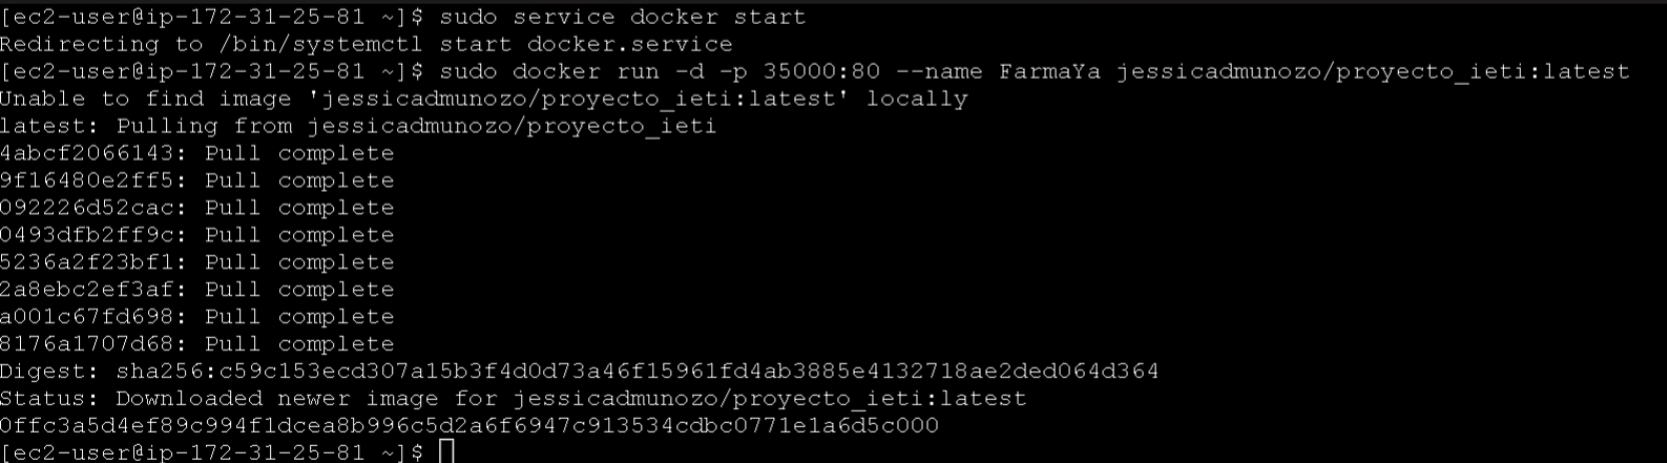 [ec2-user@ip-172-31-25-81 ~]$ sudo service docker start
Redirecting to /bin/systemctl start docker.service
[ec2-user@ip-172-31-25-81 ~]$ sudo docker run -d -p 35000:80 --name FarmaYa jessicadmunozo/proyecto_ieti:latest
Unable to find image 'jessicadmunozo/proyecto_ieti:latest' locally
latest: Pulling from jessicadmunozo/proyecto_ieti
4abcf2066143: Pull complete
9f16480e2ff5: Pull complete
092226d52cac: Pull complete
0493dfb2ff9c: Pull complete
5236a2f23bf1: Pull complete
2a8ebc2ef3af: Pull complete
a001c67fd698: Pull complete
8176a1707d68: Pull complete
Digest: sha256:c59c153ecd307a15b3f4d0d73a46f15961fd4ab3885e4132718ae2ded064d364
Status: Downloaded newer image for jessicadmunozo/proyecto_ieti:latest
0ffc3a5d4ef89c994f1dcea8b996c5d2a6f6947c913534cdbc0771e1a6d5c000
[ec2-user@ip-172-31-25-81 ~]$